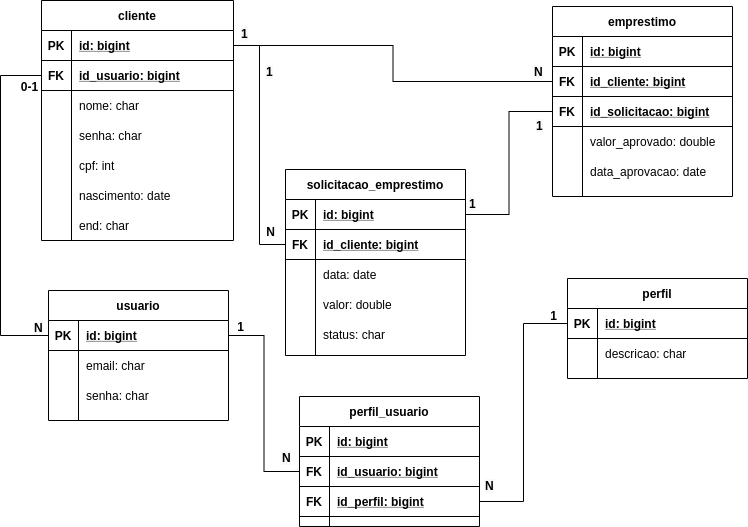 cliente
PK id: bigint
FK id_usuario: bigint
nome: char
senha: char
cpf: int
nascimento: date
end: char
1
1
N
0-1
N
emprestimo
PK id: bigint
FK id_cliente: bigint
FK id_solicitacao: bigint
valor_aprovado: double
data_aprovacao: date
N
1
solicitacao_emprestimo
PK id: bigint
FK id_cliente: bigint
data: date
valor: double
status: char
1
usuario
PK id: bigint
email: char
senha: char
N
1
perfil
PK id: bigint
descricao: char
1
perfil_usuario
PK id: bigint
FK id_usuario: bigint
FK id_perfil: bigint
N